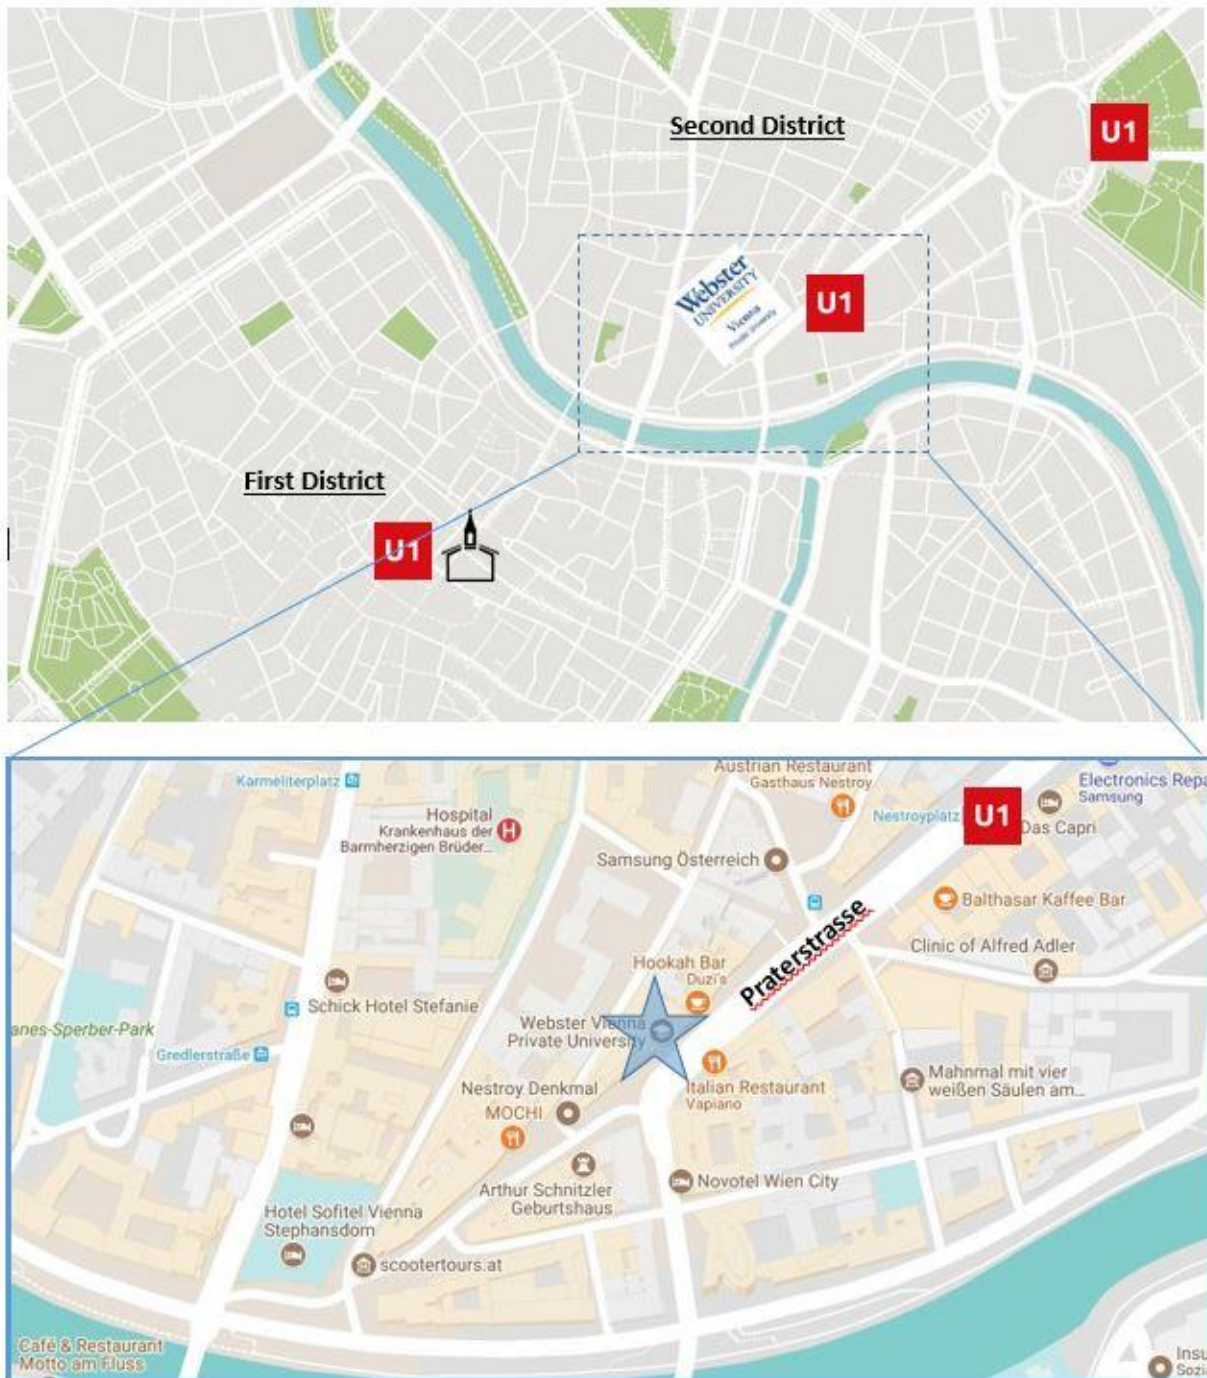 Second District
U1
Webster
UNIVERSITY
Vienna
Private University
U1
First District
U1
Karmeliterplatz
Hospital
Krankenhaus der
Barmherzigen Brüder...
Austrian Restaurant
Gasthaus Nestroy
Nestroyplatz
U1
Electronics Repa
Samsung
Das Capri
Samsung Österreich
Balthasar Kaffee Bar
Praterstrasse
Clinic of Alfred Adler
Hookah Bar
Duzi's
Schick Hotel Stefanie
Webster Vienna
Private University
anes-Sperber-Park
Gredlerstraße
Italian Restaurant
Vapiano
Mahnmal mit vier
weißen Säulen am...
Nestroy Denkmal
MOCHI
Arthur Schnitzler
Geburtshaus
Novotel Wien City
Hotel Sofitel Vienna
Stephansdom
scootertours.at
Café & Restaurant
Motto am Fluss
Insu
Sozi